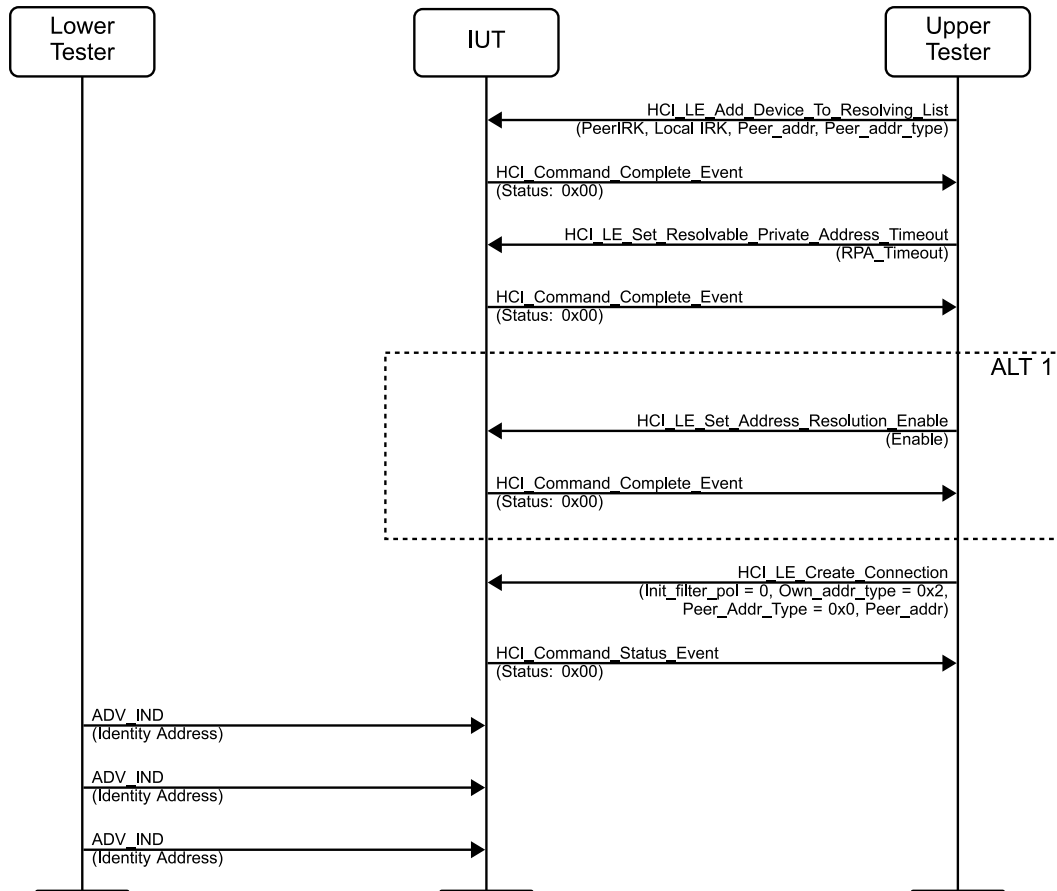 Lower
Tester
IUT
Upper
Tester
HCI_LE_Add_Device_To_Resolving_List
(PeerIRK, Local IRK, Peer_addr, Peer_addr_type)
HCI_Command_Complete_Event
(Status: 0x00)
HCI_LE_Set_Resolvable_Private_Address_Timeout
(RPA_Timeout)
HCI_Command_Complete_Event
(Status: 0x00)
ALT 1
HCI_LE_Set_Address_Resolution_Enable
(Enable)
HCI_Command_Complete_Event
(Status: 0x00)
HCI_LE_Create_Connection
(Init_filter_pol = 0, Own_addr_type = 0x2,
Peer_Addr_Type = 0x0, Peer_addr)
HCI_Command_Status_Event
(Status: 0x00)
ADV_IND
(Identity Address)
ADV_IND
(Identity Address)
ADV_IND
(Identity Address)